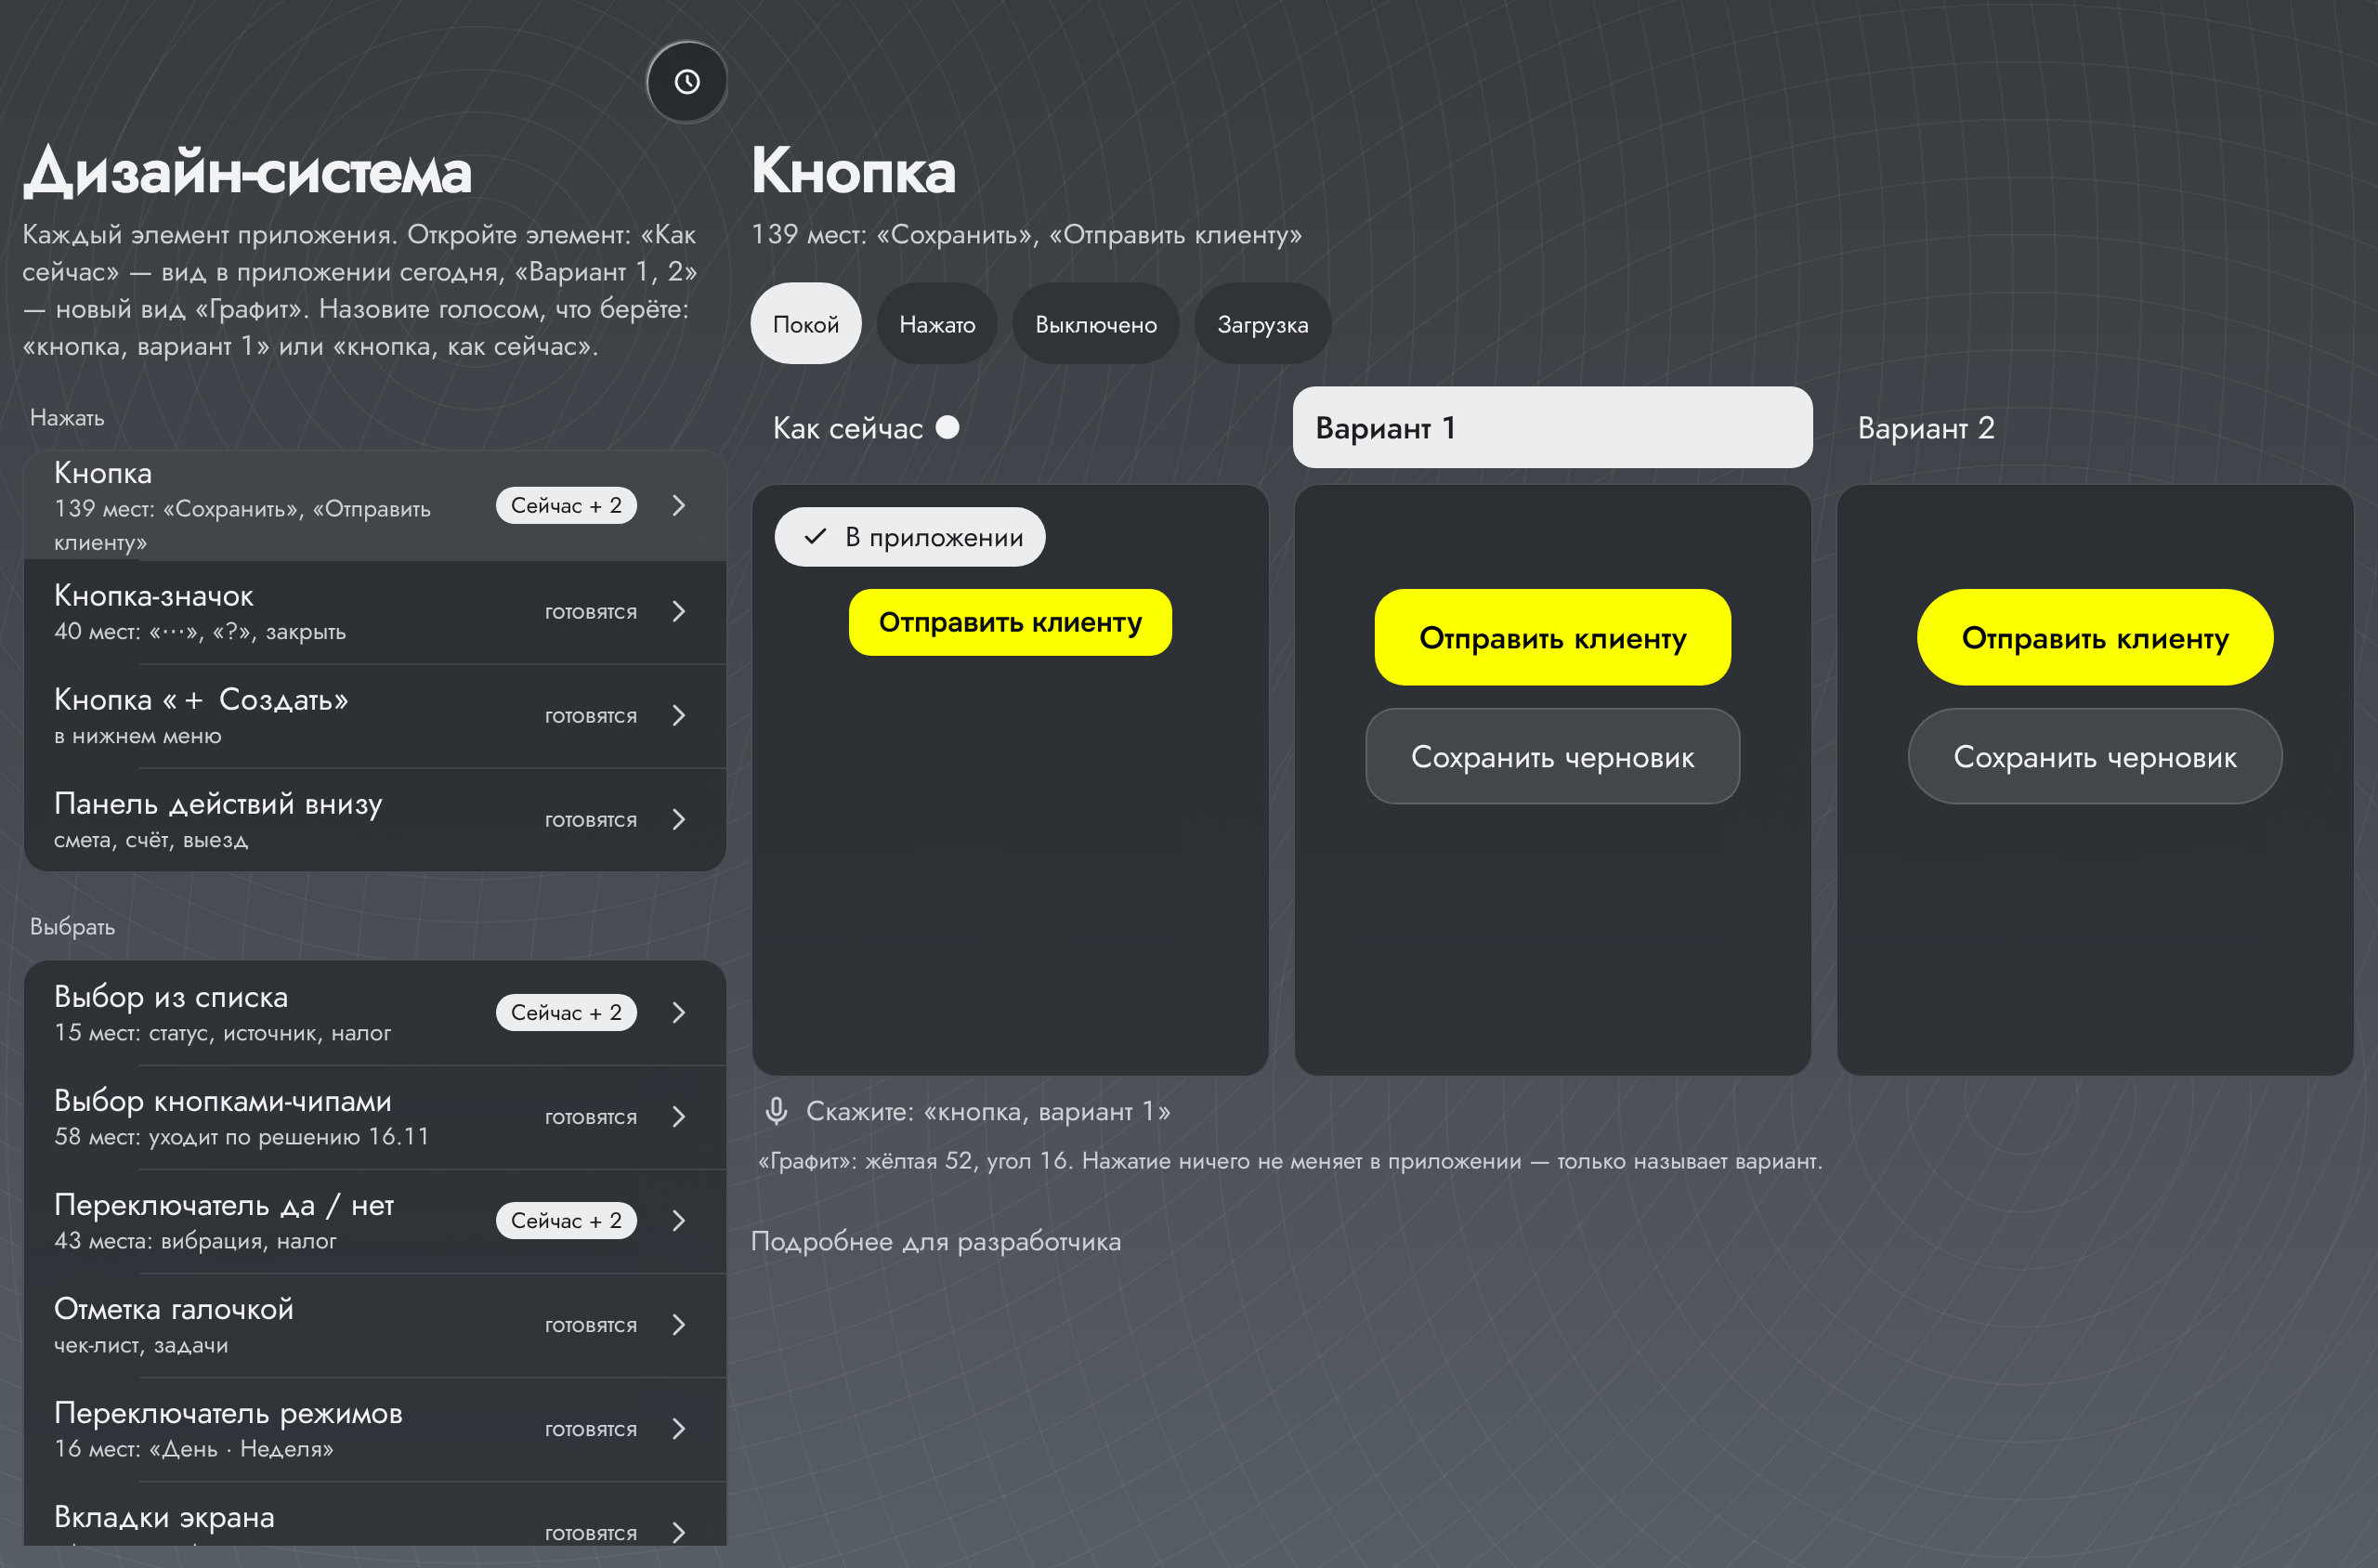 Дизайн-система
Каждый элемент приложения. Откройте элемент: «Как
сейчас» — вид в приложении сегодня, «Вариант 1, 2»
— новый вид «Графит». Назовите голосом, что берёте:
«кнопка, вариант 1» или «кнопка, как сейчас».
Нажать
Кнопка
139 мест: «Сохранить», «Отправить
клиенту»
Сейчас + 2
Кнопка-значок
40 мест: «···», «?», закрыть
готовятся
Кнопка «＋ Создать»
в нижнем меню
готовятся
Панель действий внизу
смета, счёт, выезд
готовятся
Выбрать
Выбор из списка
15 мест: статус, источник, налог
Сейчас + 2
Выбор кнопками-чипами
58 мест: уходит по решению 16.11
готовятся
Переключатель да / нет
43 места: вибрация, налог
Сейчас + 2
Отметка галочкой
чек-лист, задачи
готовятся
Переключатель режимов
16 мест: «День · Неделя»
готовятся
Вкладки экрана
готовятся
Кнопка
139 мест: «Сохранить», «Отправить клиенту»
Покой
Нажато
Выключено
Загрузка
Как сейчас
Вариант 1
Вариант 2
В приложении
Отправить клиенту
Отправить клиенту
Сохранить черновик
Отправить клиенту
Сохранить черновик
Скажите: «кнопка, вариант 1»
«Графит»: жёлтая 52, угол 16. Нажатие ничего не меняет в приложении — только называет вариант.
Подробнее для разработчика